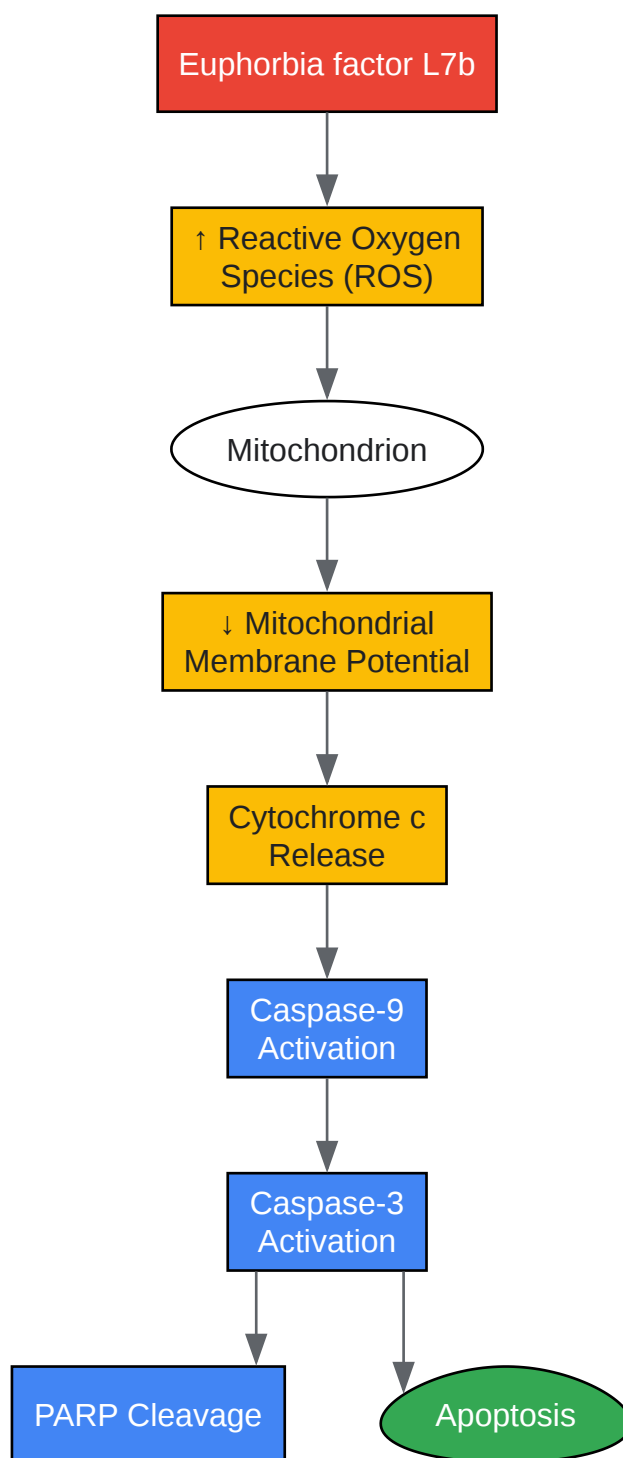 Euphorbia factor L7b
↑ Reactive Oxygen
Species (ROS)
Mitochondrion
↓ Mitochondrial
Membrane Potential
Cytochrome c
Release
Caspase-9
Activation
Caspase-3
Activation
PARP Cleavage
Apoptosis